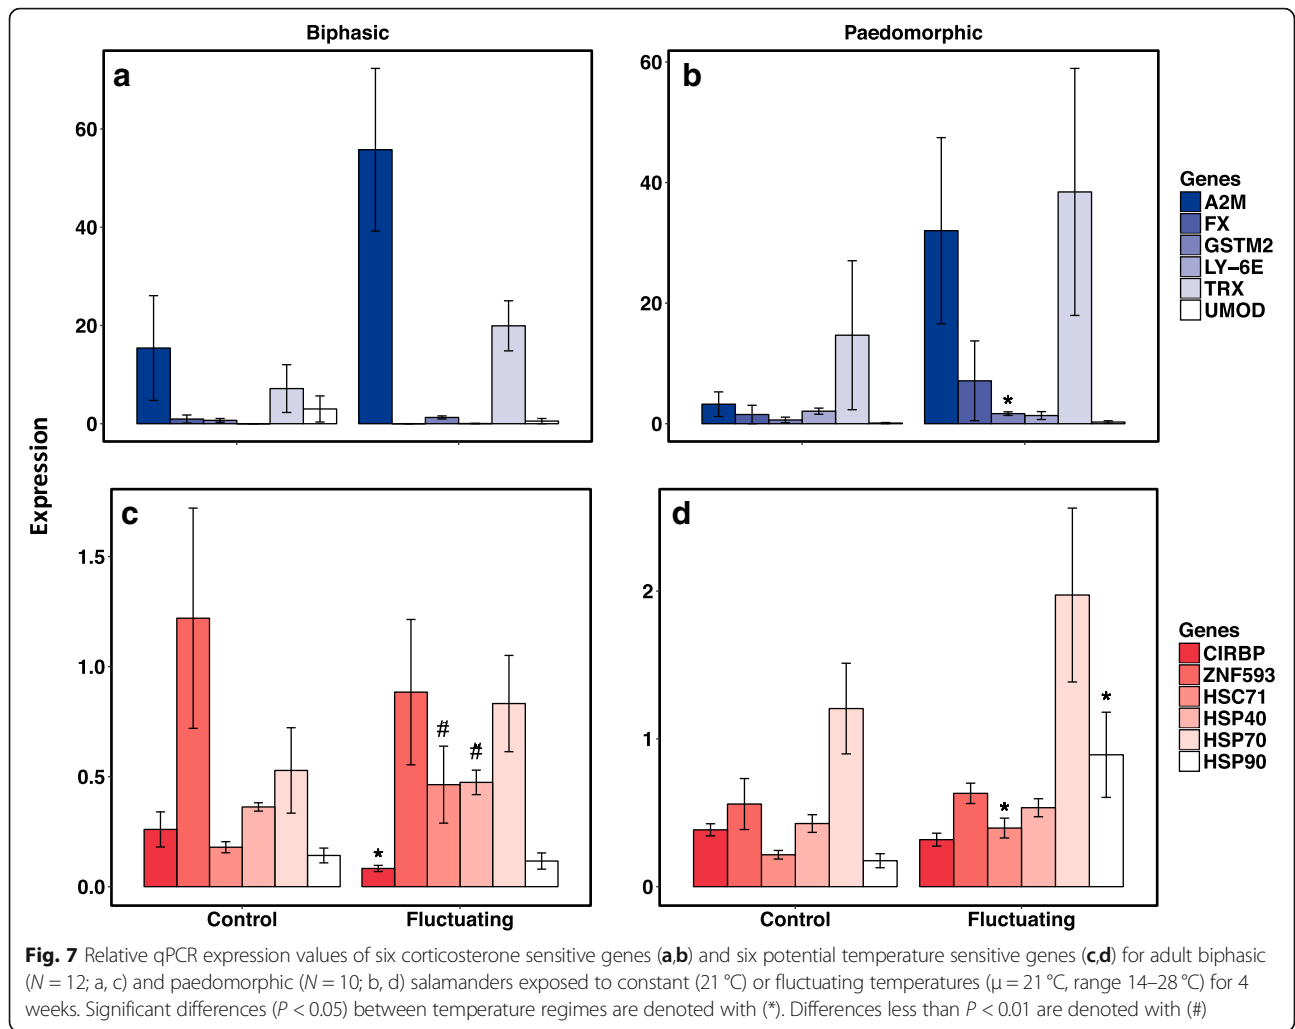 Biphasic
Paedomorphic
a
60
40
20
0
b
60
40
20
0
*
Genes
A2M
FX
GSTM2
LY–6E
TRX
UMOD
Expression
c
1.5
1.0
0.5
0.0
*
#
#
Control
Fluctuating
d
2
1
0
*
*
Control
Fluctuating
Genes
CIRBP
ZNF593
HSC71
HSP40
HSP70
HSP90
Fig. 7 Relative qPCR expression values of six corticosterone sensitive genes (a,b) and six potential temperature sensitive genes (c,d) for adult biphasic
(N = 12; a, c) and paedomorphic (N = 10; b, d) salamanders exposed to constant (21 °C) or fluctuating temperatures (μ = 21 °C, range 14–28 °C) for 4
weeks. Significant differences (P < 0.05) between temperature regimes are denoted with (*). Differences less than P < 0.01 are denoted with (#)